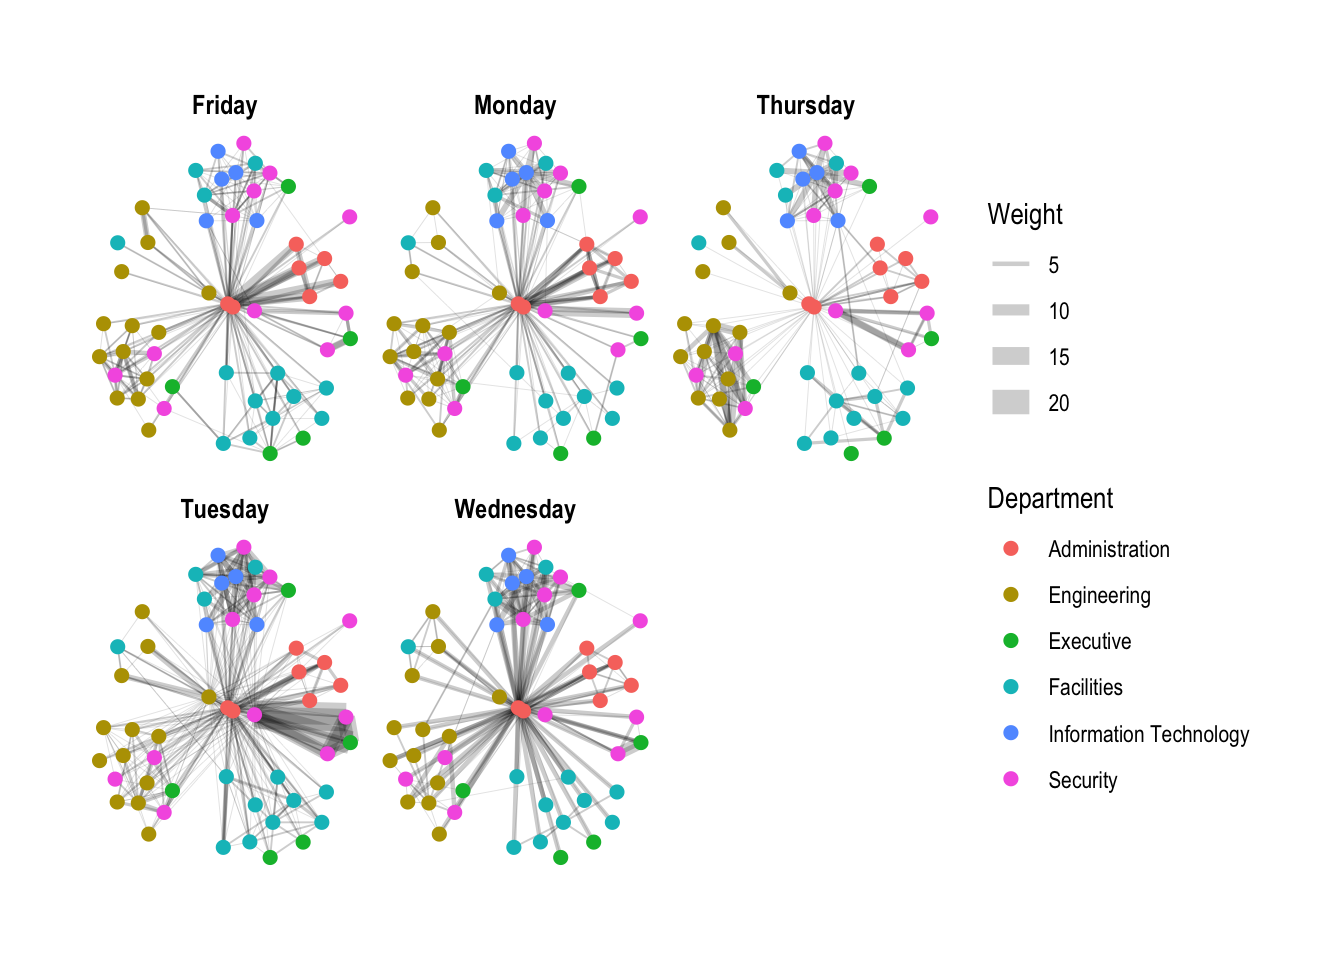 Friday
Monday
Thursday
Tuesday
Wednesday
Weight
5
10
15
20
Department
Administration
Engineering
Executive
Facilities
Information Technology
Security